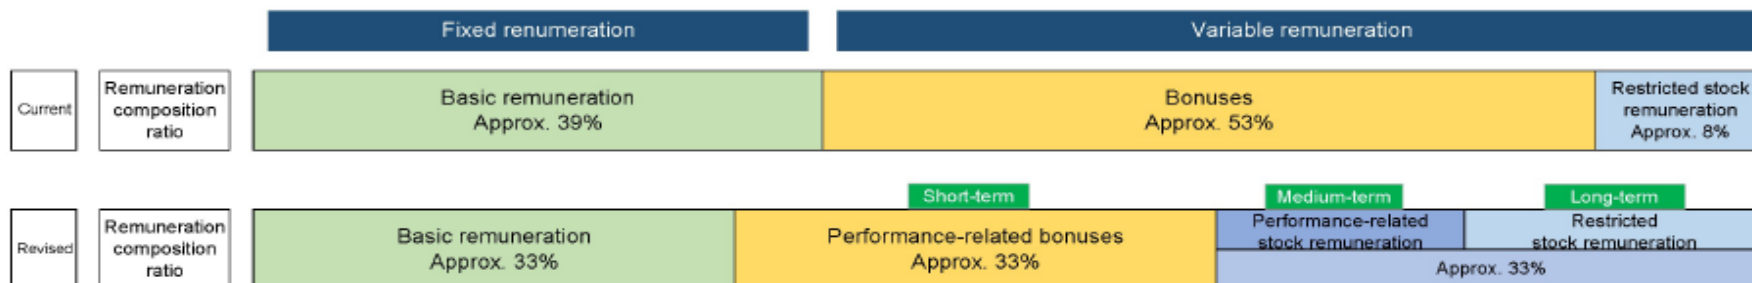 Fixed renumeration
Variable remuneration
Current
Remuneration
composition
ratio
Basic remuneration
Approx. 39%
Bonuses
Approx. 53%
Restricted stock
remuneration
Approx. 8%
Short-term
Medium-term
Long-term
Revised
Remuneration
composition
ratio
Basic remuneration
Approx. 33%
Performance-related bonuses
Approx. 33%
Performance-related
stock remuneration
Restricted
stock remuneration
Approx. 33%